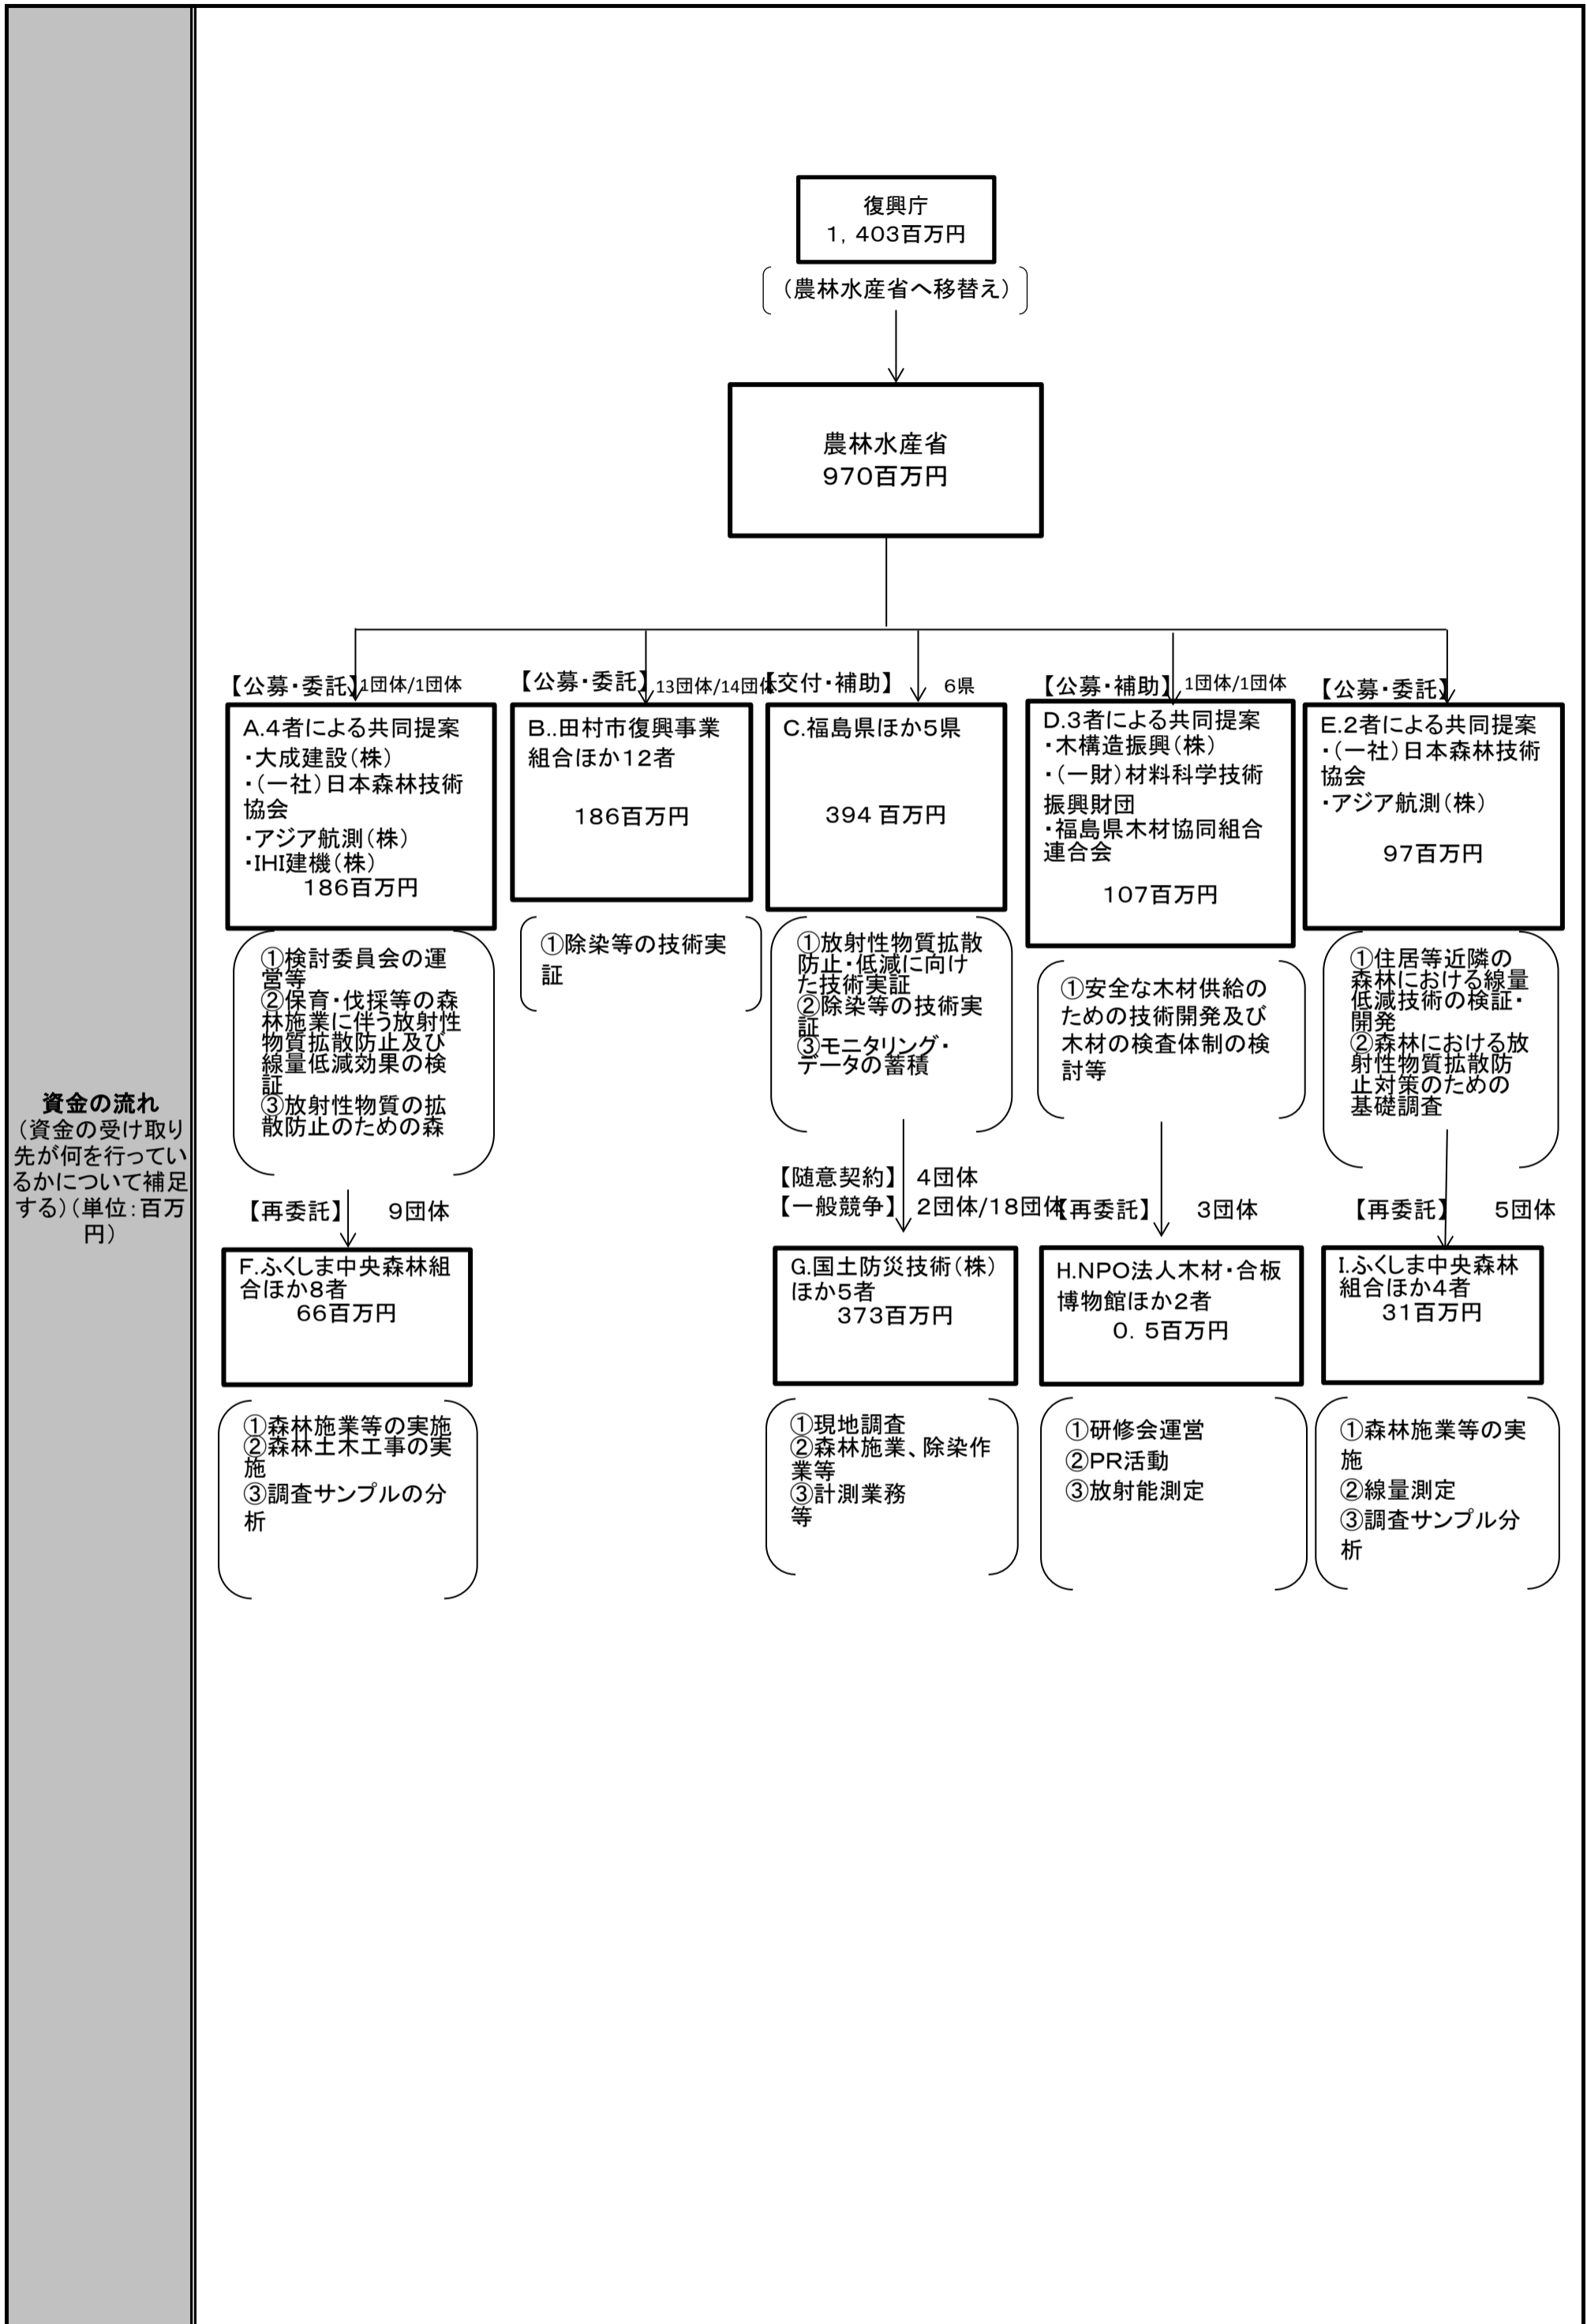 資金の流れ
（資金の受け取り
先が何を行ってい
るかについて補足
する）（単位：百万
円）
復興庁
１，４０３百万円
（農林水産省へ移替え）
農林水産省
９７０百万円
【公募・委託】
1団体/1団体
A.４者による共同提案
・大成建設（株）
・（一社）日本森林技術
協会
・アジア航測（株）
・IHI建機（株）
１８６百万円
①検討委員会の運
営等
②保育・伐採等の森
林施業に伴う放射性
物質拡散防止及び
線量低減効果の検
証
③放射性物質の拡
散防止のための森
【再委託】
９団体
F.ふくしま中央森林組
合ほか８者
６６百万円
①森林施業等の実施
②森林土木工事の実
施
③調査サンプルの分
析
【公募・委託】
13団体/14団体
B..田村市復興事業
組合ほか１２者
１８６百万円
①除染等の技術実
証
【交付・補助】
６県
C.福島県ほか５県
３９４ 百万円
①放射性物質拡散
防止・低減に向け
た技術実証
②除染等の技術実
証
③モニタリング・
データの蓄積
【随意契約】 ４団体
【一般競争】 ２団体/１８団体
G.国土防災技術（株）
ほか５者
３７３百万円
①現地調査
②森林施業、除染作
業等
③計測業務
等
【公募・補助】
1団体/1団体
D.３者による共同提案
・木構造振興（株）
・（一財）材料科学技術
振興財団
・福島県木材協同組合
連合会
１０７百万円
①安全な木材供給の
ための技術開発及び
木材の検査体制の検
討等
【再委託】
３団体
H.NPO法人木材・合板
博物館ほか２者
０．５百万円
①研修会運営
②PR活動
③放射能測定
【公募・委託】
E.２者による共同提案
・（一社）日本森林技術
協会
・アジア航測（株）
９７百万円
①住居等近隣の
森林における線量
低減技術の検証・
開発
②森林における放
射性物質拡散防
止対策のための
基礎調査
【再委託】
５団体
I.ふくしま中央森林
組合ほか４者
３１百万円
①森林施業等の実
施
②線量測定
③調査サンプル分
析